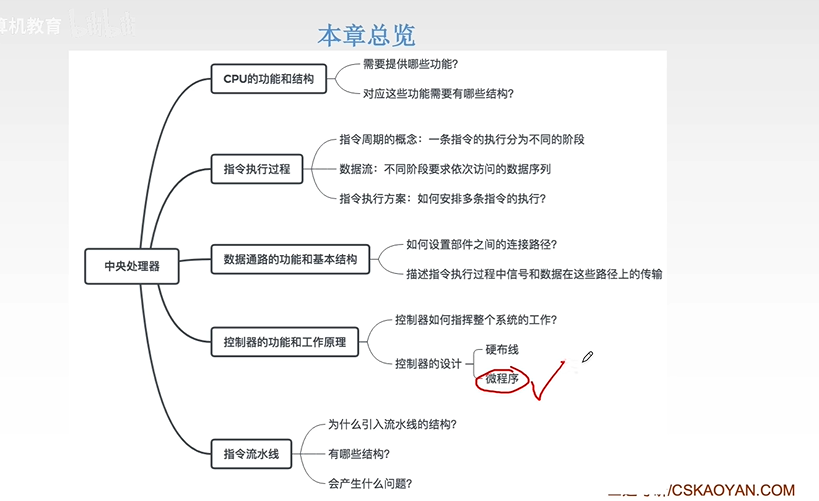 算机教育
本章总览
中央处理器
CPU的功能和结构
需要提供哪些功能?
对应这些功能需要有哪些结构?
指令执行过程
指令周期的概念：一条指令的执行分为不同的阶段
数据流：不同阶段要求依次访问的数据序列
指令执行方案：如何安排多条指令的执行?
数据通路的功能和基本结构
如何设置部件之间的连接路径?
描述指令执行过程中信号和数据在这些路径上的传输
控制器的功能和工作原理
控制器如何指挥整个系统的工作?
控制器的设计
硬布线
微程序
指令流水线
为什么引入流水线的结构?
有哪些结构?
会产生什么问题?
/CSKAOYAN.COM